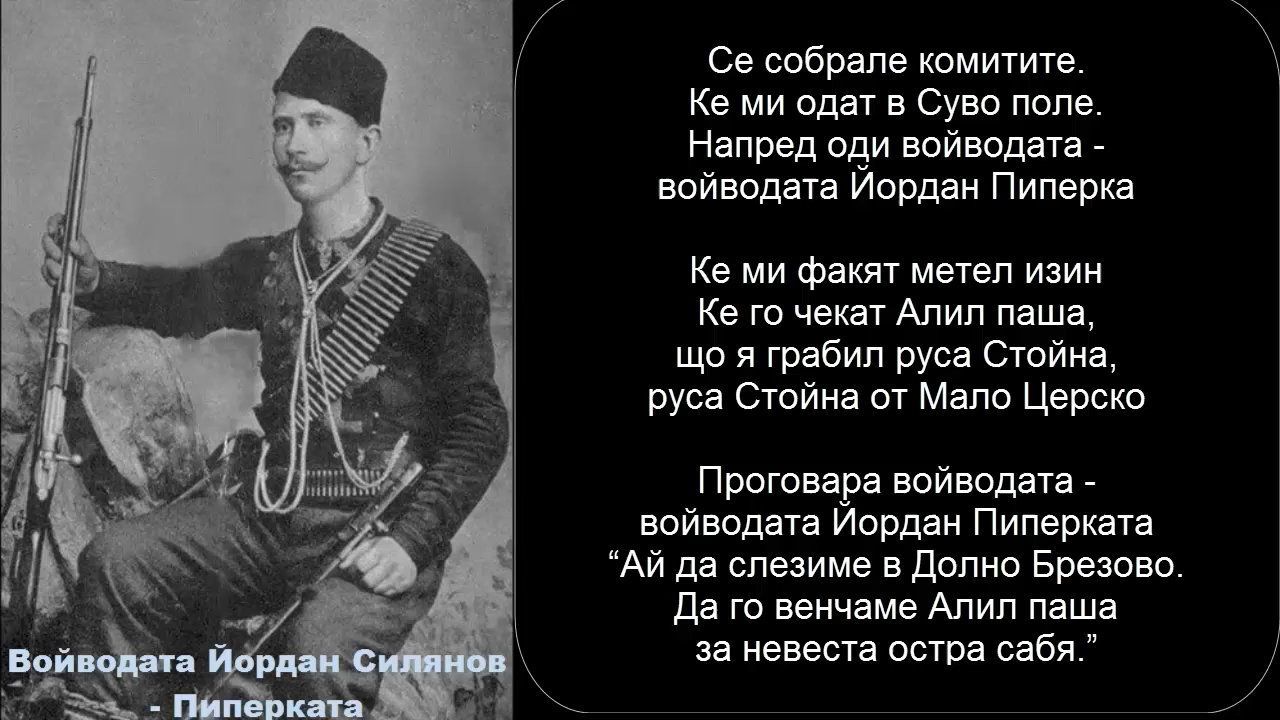 Се собрале комитите.
Ке ми одат в Суво поле.
Напред оди войводата -
войводата Йордан Пиперка
Ке ми факят метел изин
Ке го чекат Алил паша,
що я грабил руса Стойна,
руса Стойна от Мало Церско
Проговара войводата -
войводата Йордан Пиперката
“Ай да слезиме в Долно Брезово.
Да го венчаме Алил паша
за невеста остра сабя.”
Войводата Йордан Силянов
- Пиперката